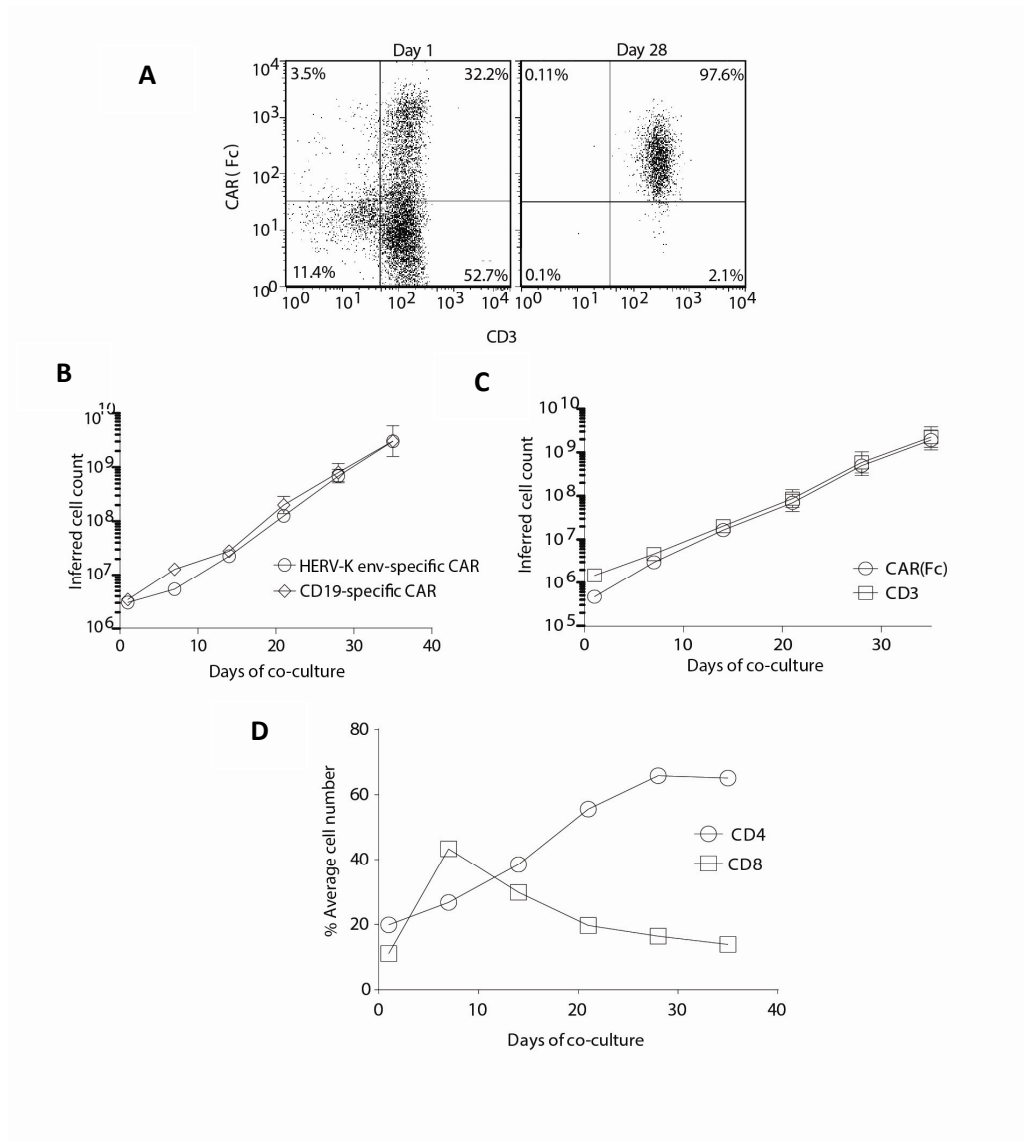 A
Day 1
Day 28
10^4
3.5%
32.2%
0.11%
97.6%
10^3
CAR ( Fc)
10^2
10^1
11.4%
52.7%
0.1%
2.1%
10^0
10^0 10^1 10^2 10^3 10^4
10^0 10^1 10^2 10^3 10^4
CD3
B
10^10
10^9
10^8
10^7
10^6
Inferred cell count
HERV-K env-specific CAR
CD19-specific CAR
0 10 20 30 40
Days of co-culture
C
10^10
10^9
10^8
10^7
10^6
10^5
Inferred cell count
CAR(Fc)
CD3
0 10 20 30
Days of co-culture
D
80
60
40
20
0
% Average cell number
CD4
CD8
0 10 20 30 40
Days of co-culture